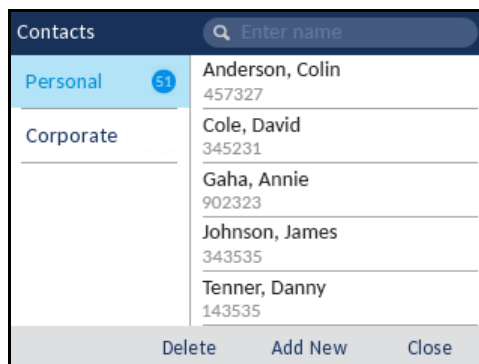 Contacts
Enter name
Personal 51
Corporate
Anderson, Colin
457327
Cole, David
345231
Gaha, Annie
902323
Johnson, James
343535
Tenner, Danny
143535
Delete Add New Close